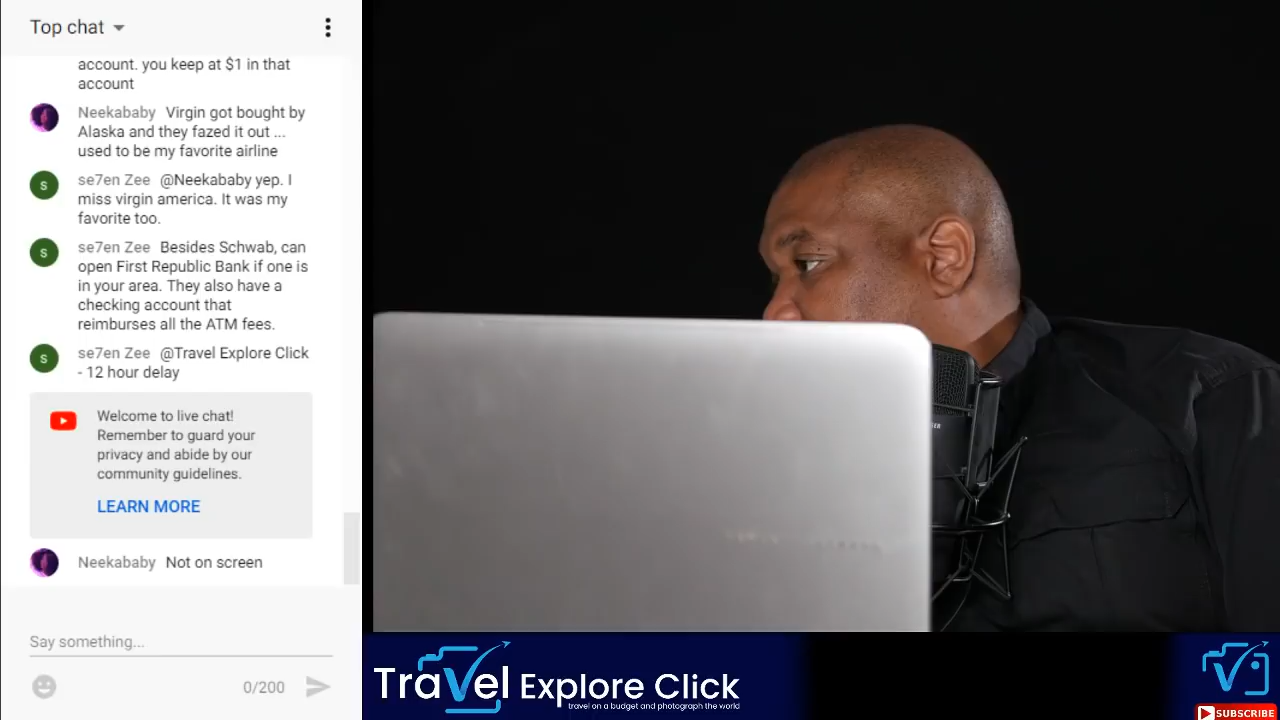 Top chat
account. you keep at $1 in that
account
Neekababy Virgin got bought by
Alaska and they fazed it out ...
used to be my favorite airline
s
se7en Zee @Neekababy yep. I
miss virgin america. It was my
favorite too.
s
se7en Zee Besides Schwab, can
open First Republic Bank if one is
in your area. They also have a
checking account that
reimburses all the ATM fees.
s
se7en Zee @Travel Explore Click
- 12 hour delay
Welcome to live chat!
Remember to guard your
privacy and abide by our
community guidelines.
LEARN MORE
Neekababy Not on screen
Say something...
0/200
Travel Explore Click
travel on a budget and photograph the world
SUBSCRIBE